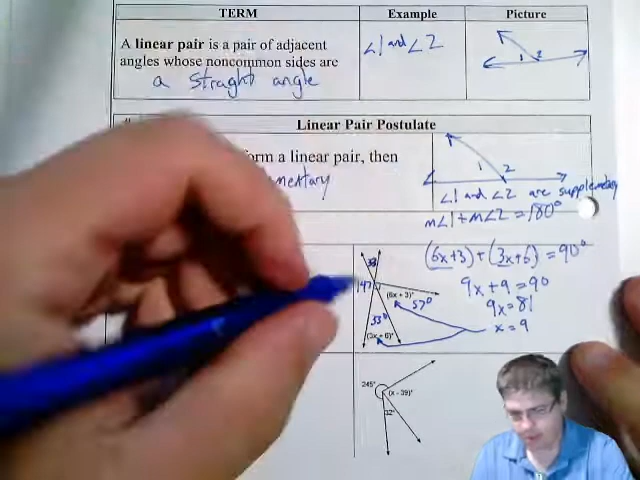 TERM Example Picture
A linear pair is a pair of adjacent
angles whose noncommon sides are
a straght angle
∠1 and ∠2
1 2
Linear Pair Postulate
form a linear pair, then
mentary
1 2
∠1 and ∠2 are supplementary
m∠1 + m∠2 = 180°
(6x+3) + (3x+6) = 90°
9x + 9 = 90
9x = 81
x = 9
147
(6x + 3)°
57°
33°
(3x + 6)°
245°
(x - 39)°
32°